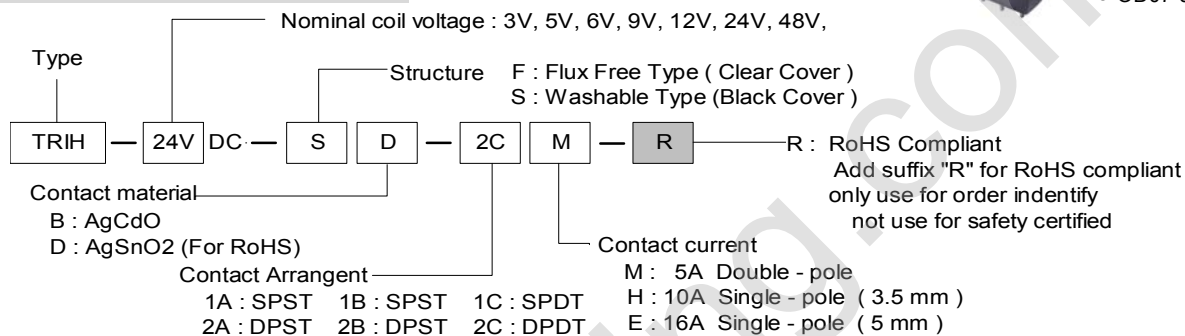 Nominal coil voltage : 3V, 5V, 6V, 9V, 12V, 24V, 48V,
Type
Structure F : Flux Free Type ( Clear Cover )
S : Washable Type (Black Cover )
TRIH — 24V DC — S D — 2C M — R
R : RoHS Compliant
Add suffix "R" for RoHS compliant
only use for order indentify
not use for safety certified
Contact material
B : AgCdO
D : AgSnO2 (For RoHS)
Contact Arrangent
1A : SPST 1B : SPST 1C : SPDT
2A : DPST 2B : DPST 2C : DPDT
Contact current
M : 5A Double - pole
H : 10A Single - pole ( 3.5 mm )
E : 16A Single - pole ( 5 mm )